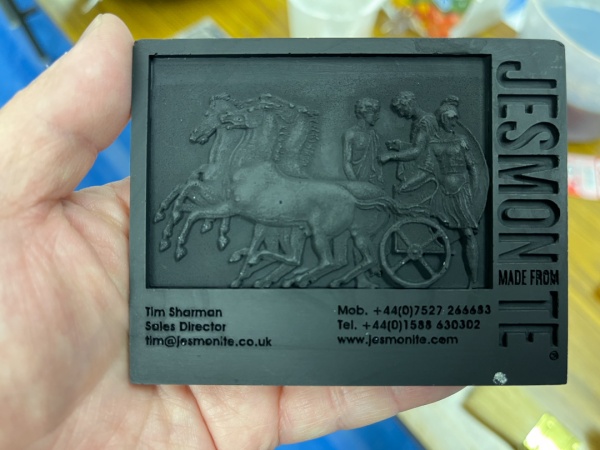 JESMONITE®
MADE FROM
Tim Sharman
Sales Director
tim@jesmonite.co.uk
Mob. +44(0)7527 266683
Tel. +44(0)1588 630302
www.jesmonite.com